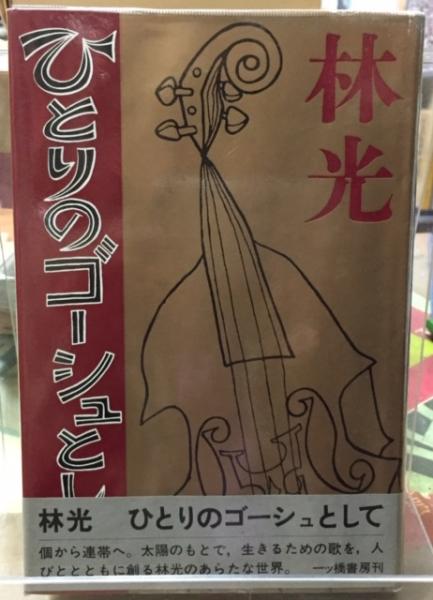 林光
ひとりのゴーシュとし
林光 ひとりのゴーシュとして
個から連帯へ。太陽のもとで，生きるための歌を，人
びととともに創る林光のあらたな世界。 一ッ橋書房刊